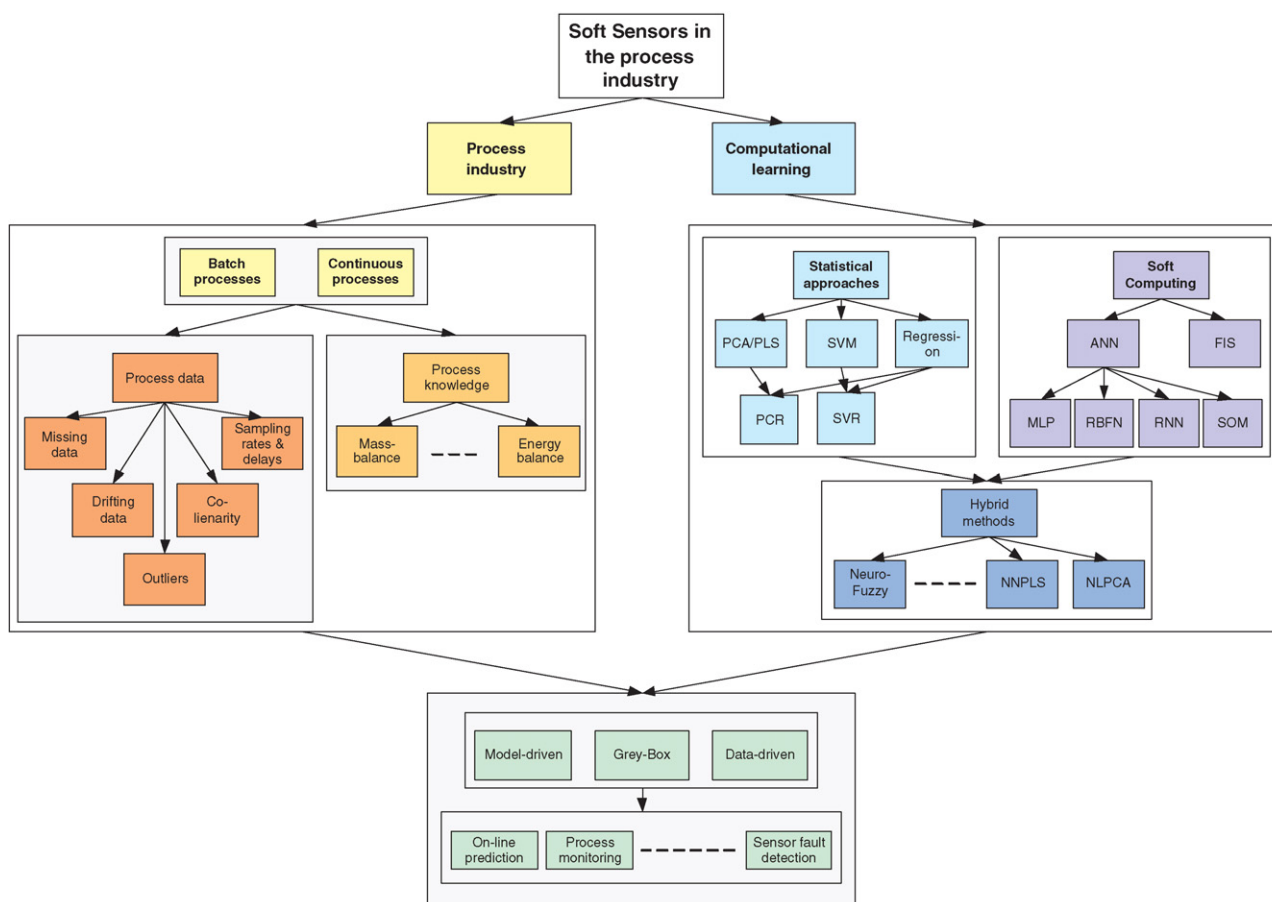 Soft Sensors in
the process
industry
Process
industry
Computational
learning
Batch
processes
Continuous
processes
Statistical
approaches
Soft
Computing
PCA/PLS
SVM
Regressi-
on
ANN
FIS
Process data
Process
knowledge
PCR
SVR
MLP
RBFN
RNN
SOM
Missing
data
Sampling
rates &
delays
Mass-
balance
Energy
balance
Drifting
data
Co-
lienarity
Outliers
Hybrid
methods
Neuro-
Fuzzy
NNPLS
NLPCA
Model-driven
Grey-Box
Data-driven
On-line
prediction
Process
monitoring
Sensor fault
detection